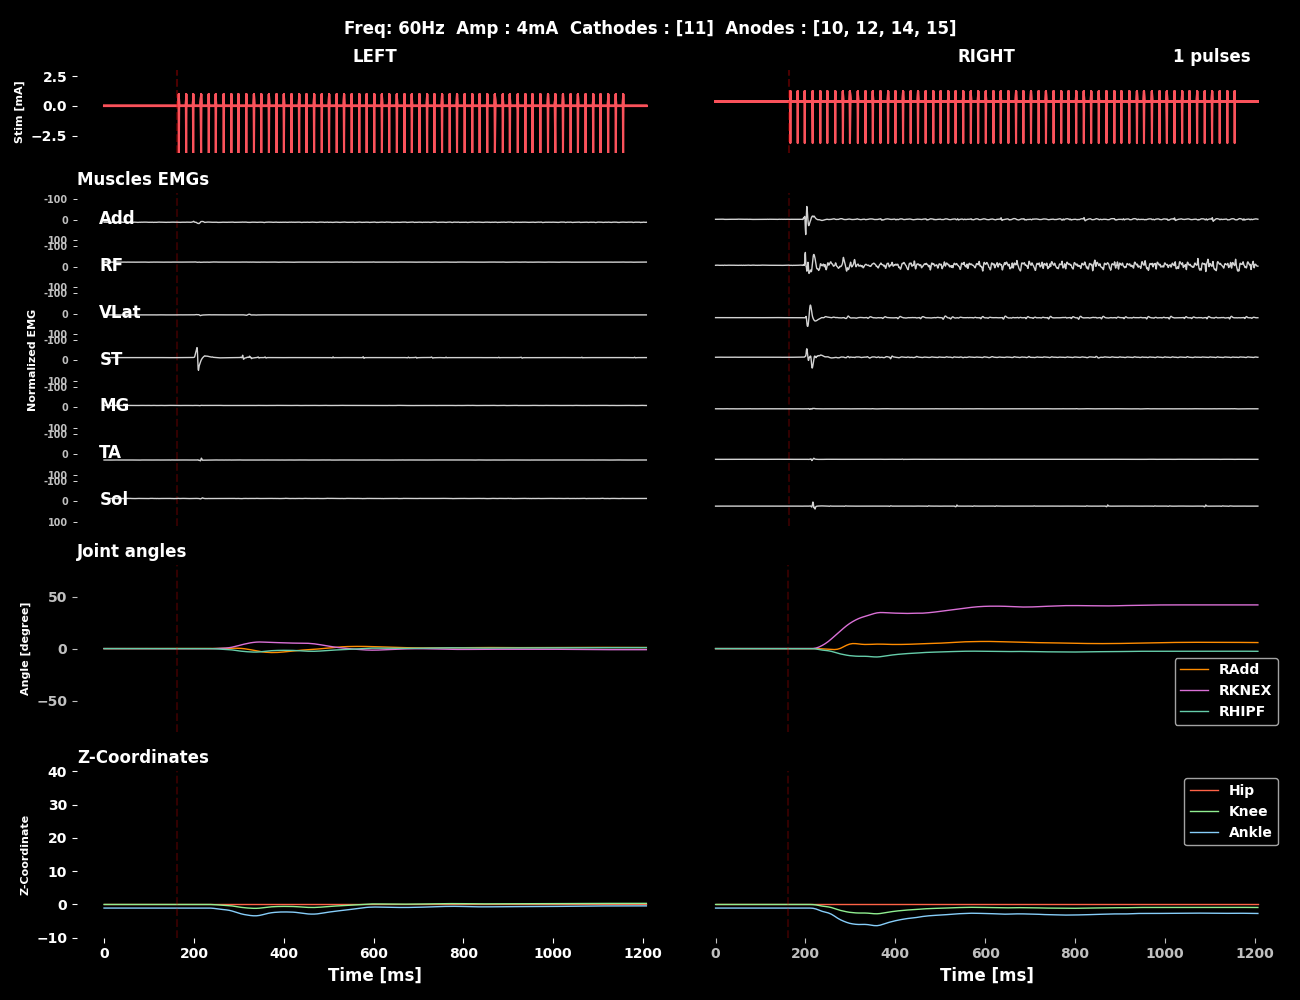 Freq: 60Hz  Amp : 4mA  Cathodes : [11]  Anodes : [10, 12, 14, 15]
LEFT
RIGHT
1 pulses
Stim [mA]
2.5
0.0
−2.5
Muscles EMGs
Normalized EMG
-100
0
100
Add
-100
0
100
RF
-100
0
100
VLat
-100
0
100
ST
-100
0
100
MG
-100
0
100
TA
-100
0
100
Sol
Joint angles
Angle [degree]
50
0
−50
RAdd
RKNEX
RHIPF
Z-Coordinates
Z-Coordinate
40
30
20
10
0
−10
Hip
Knee
Ankle
0 200 400 600 800 1000 1200
0 200 400 600 800 1000 1200
Time [ms]
Time [ms]